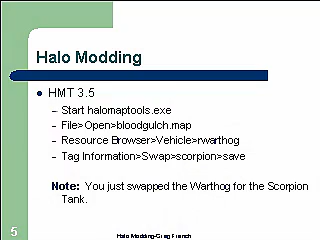 Halo Modding
HMT 3.5
– Start halomaptools.exe
– File>Open>bloodgulch.map
– Resource Browser>Vehicle>rwarthog
– Tag Information>Swap>scorpion>save
Note: You just swapped the Warthog for the Scorpion
Tank.
5
Halo Modding-Greg French